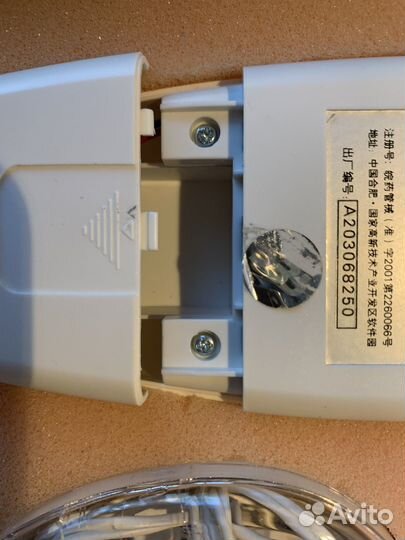 注册号: 皖药管械(准)字2001第2260066号
地址: 中国合肥·国家高新技术产业开发区软件园
出厂编号: A203068250
Avito